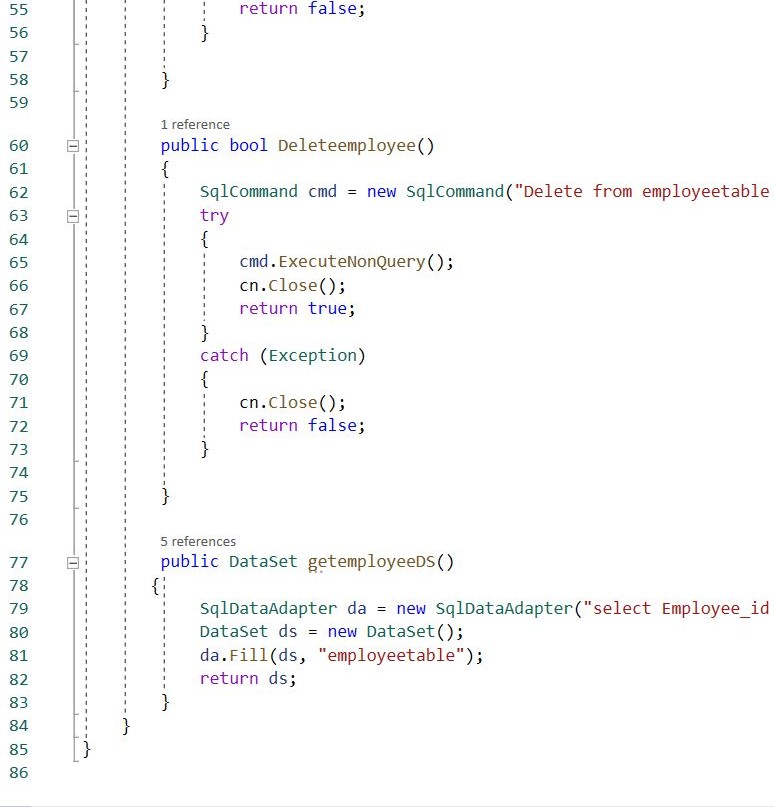 55 return false;
56 }
57
58 }
59
1 reference
60 public bool Deleteemployee()
61 {
62 SqlCommand cmd = new SqlCommand("Delete from employeetable
63 try
64 {
65 cmd.ExecuteNonQuery();
66 cn.Close();
67 return true;
68 }
69 catch (Exception)
70 {
71 cn.Close();
72 return false;
73 }
74
75 }
76
5 references
77 public DataSet getemployeeDS()
78 {
79 SqlDataAdapter da = new SqlDataAdapter("select Employee_id
80 DataSet ds = new DataSet();
81 da.Fill(ds, "employeetable");
82 return ds;
83 }
84 }
85 }
86